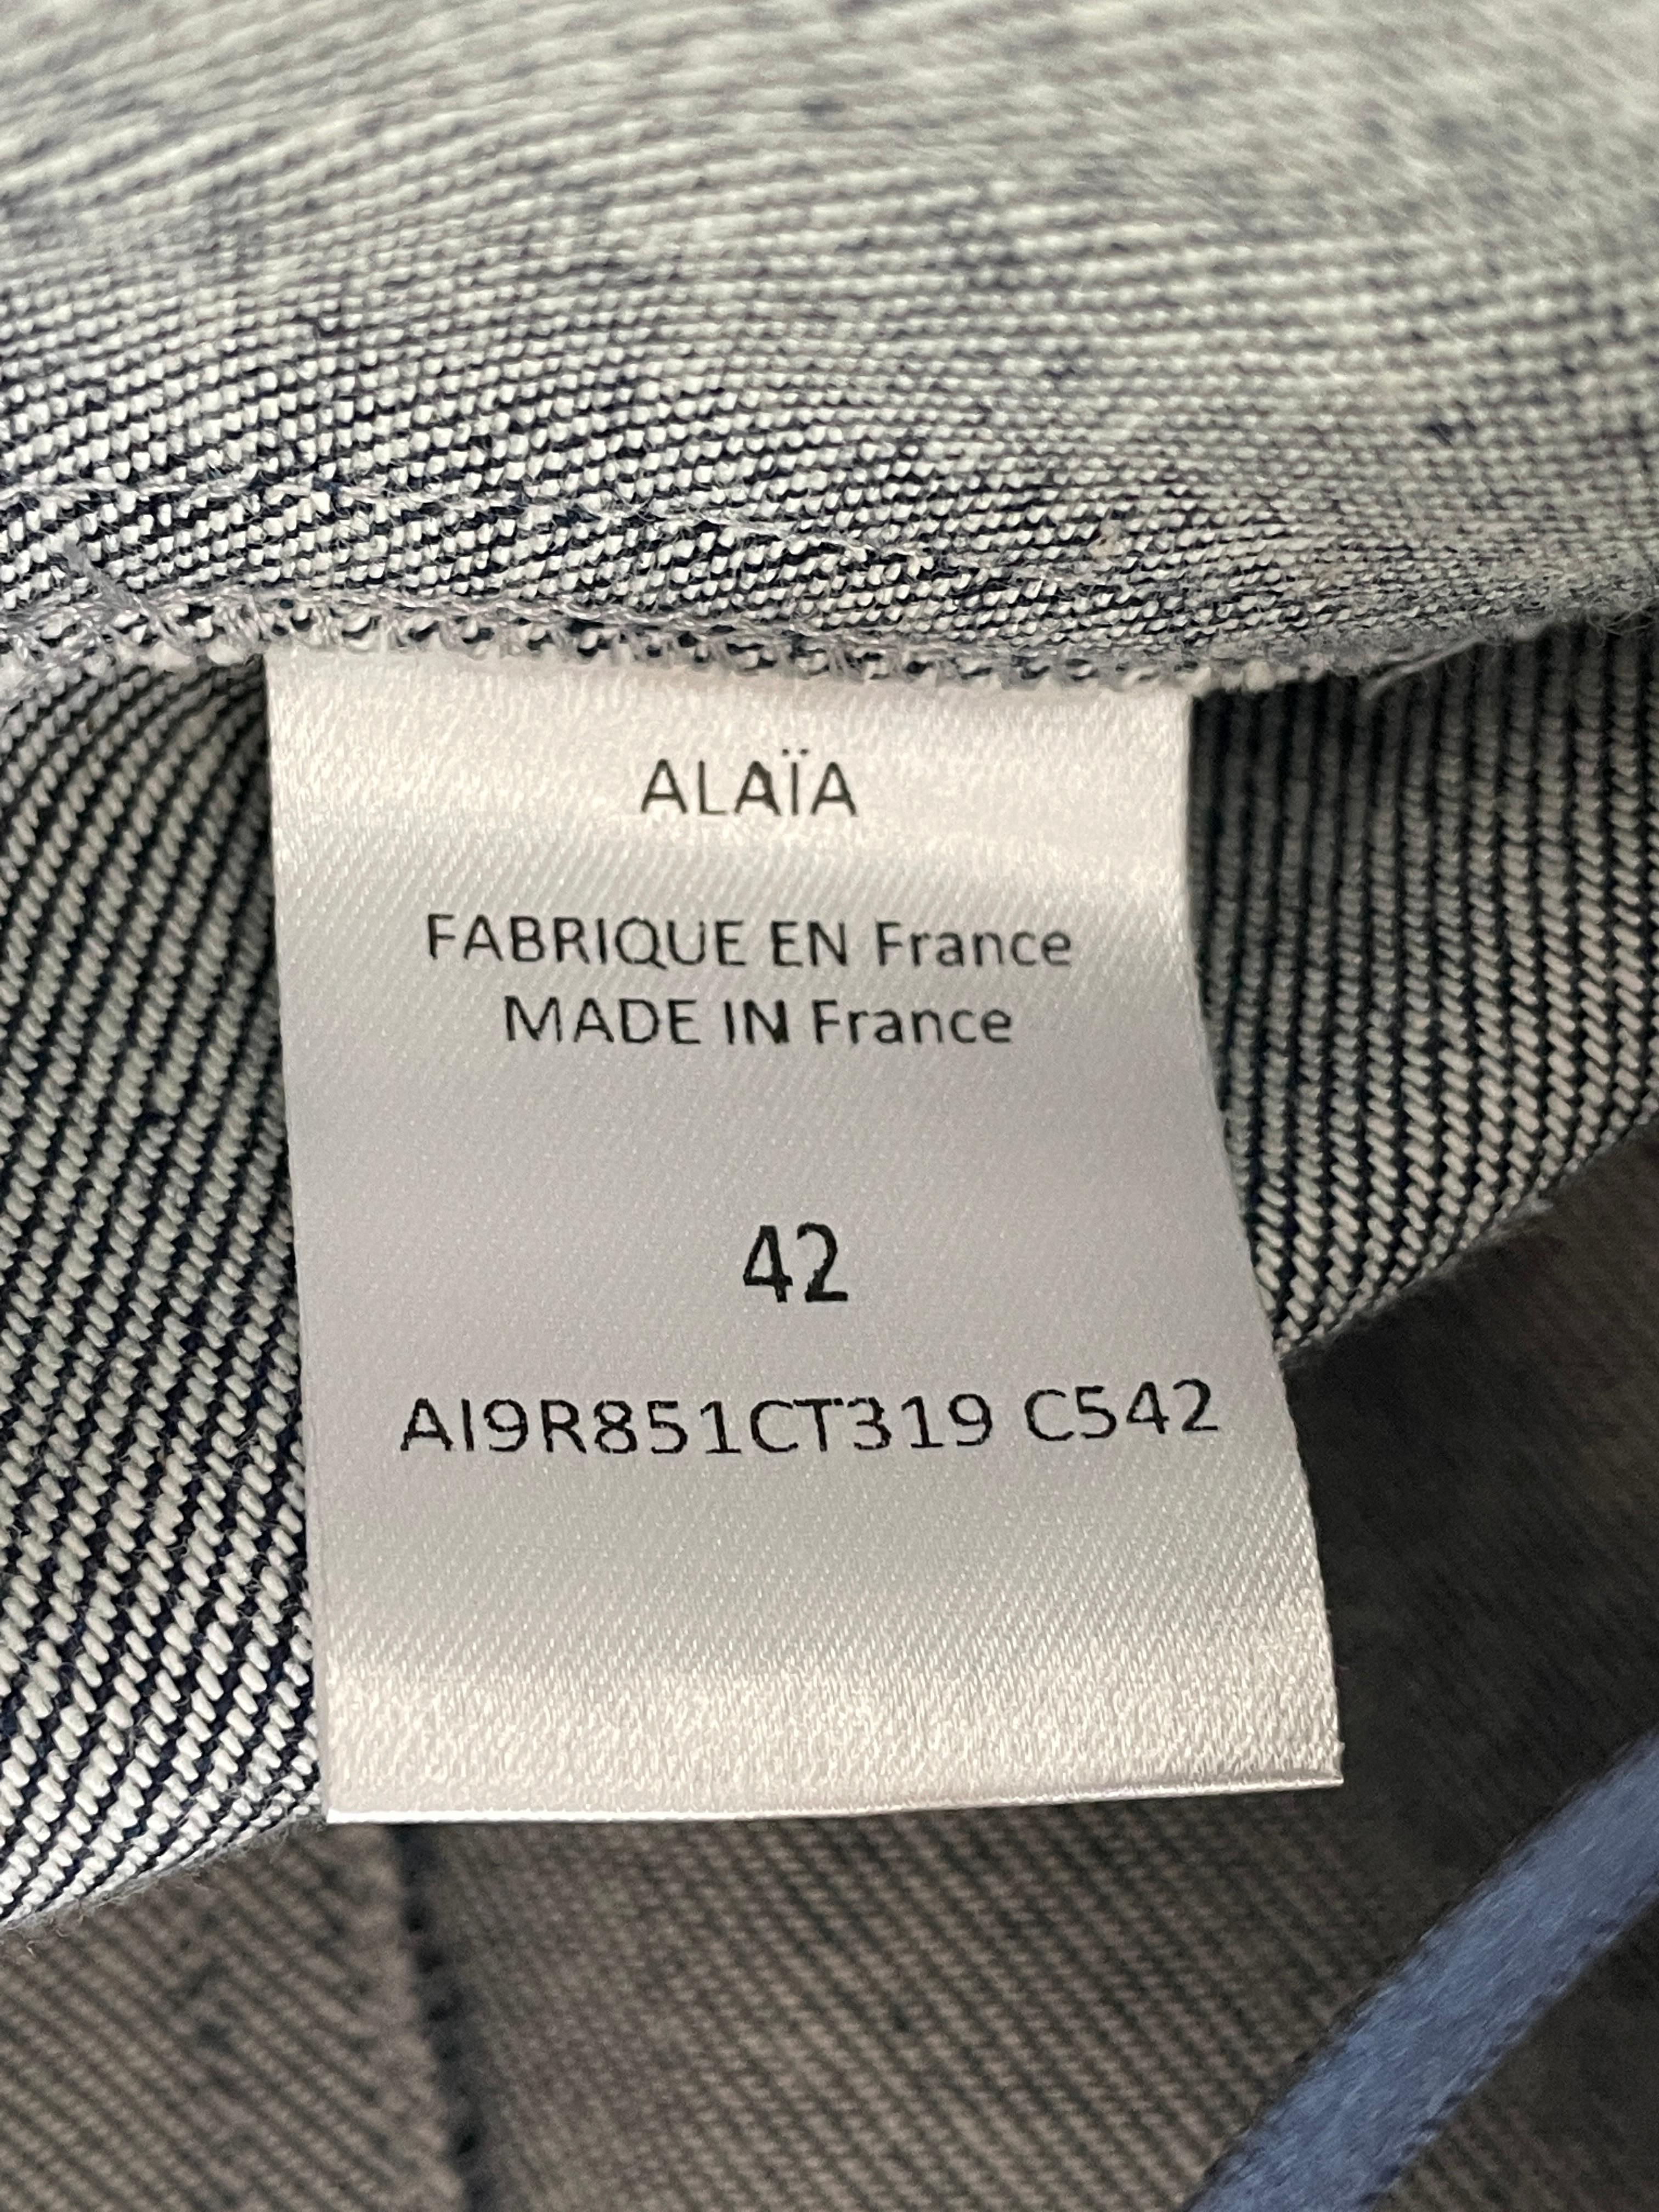 ALAÏA
FABRIQUE EN France
MADE IN France
42
AI9R851CT319 C542